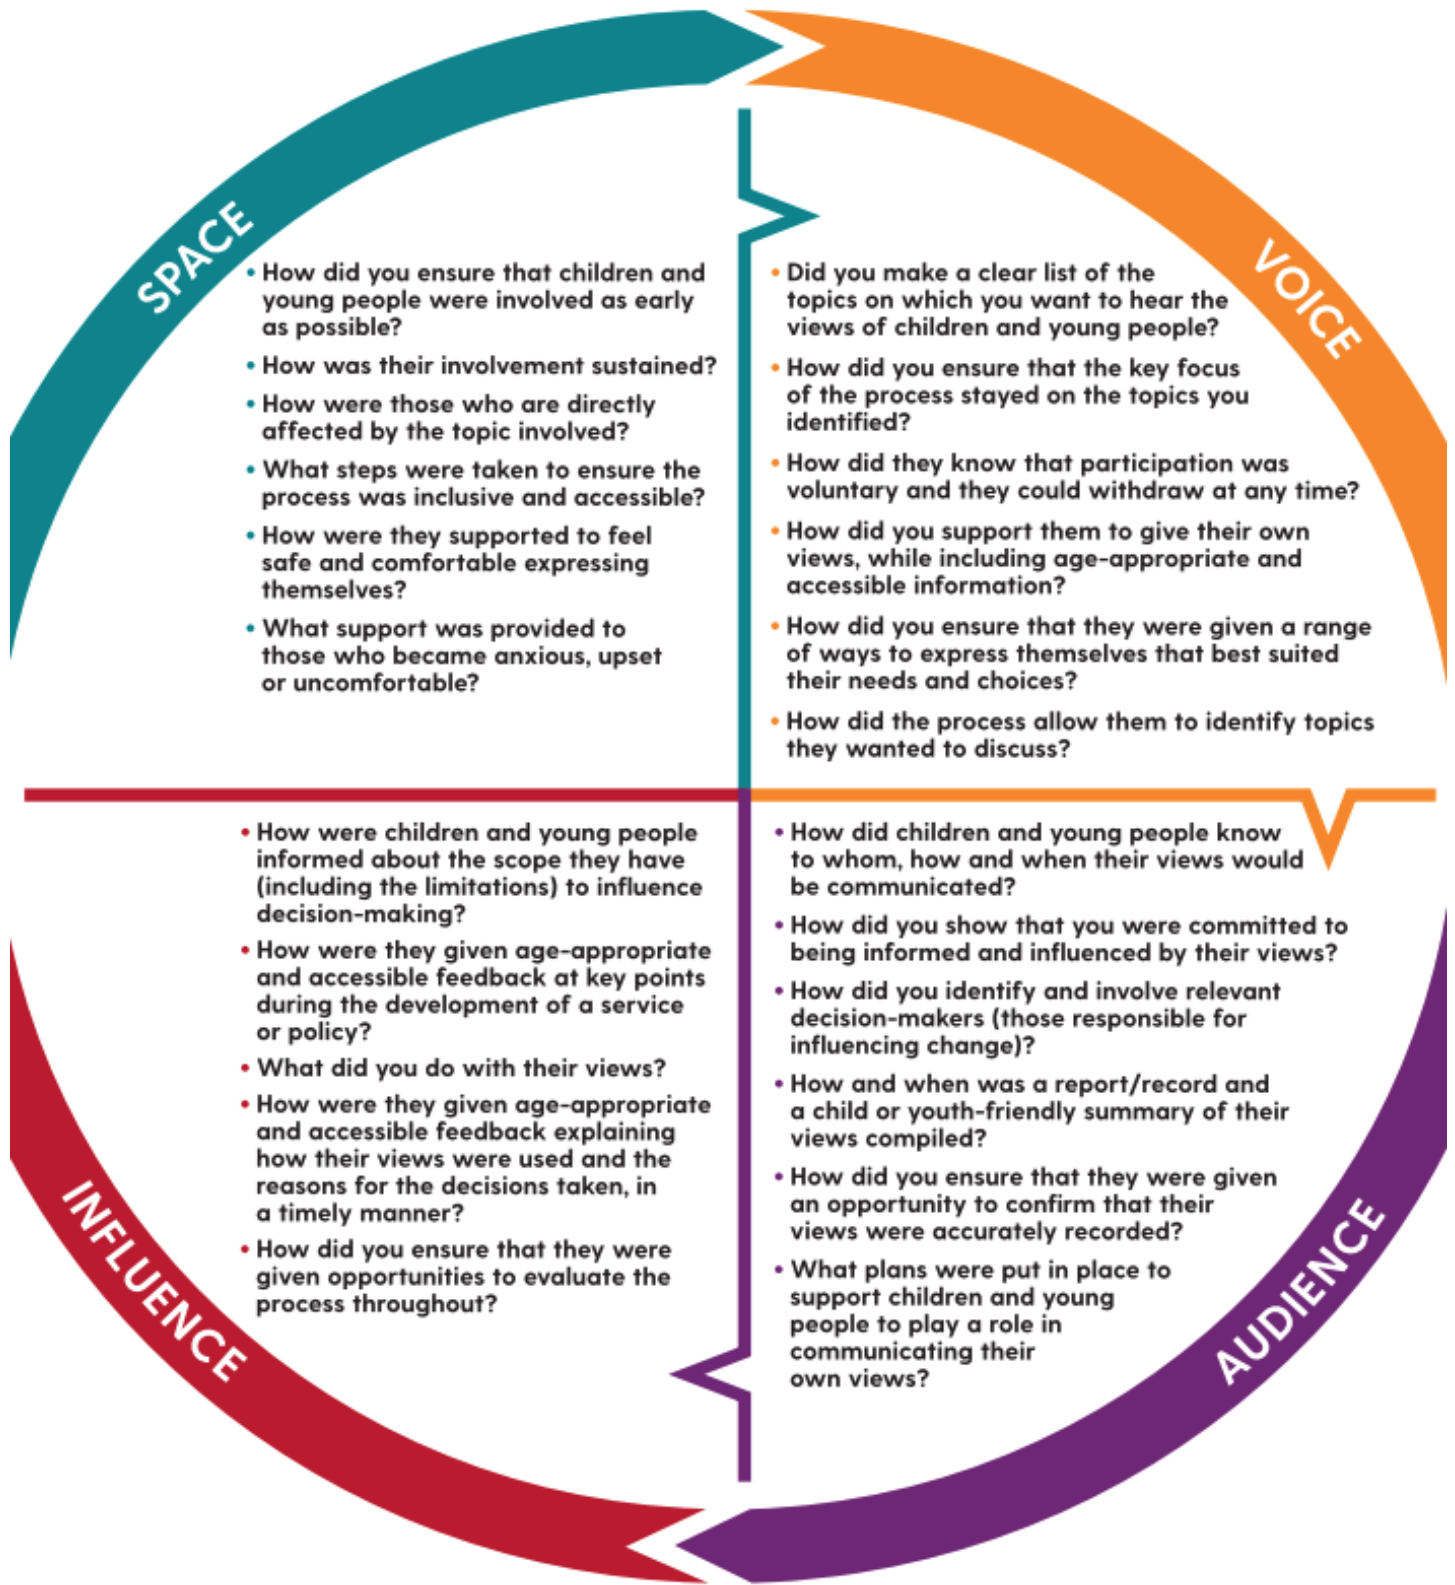 SPACE
• How did you ensure that children and
young people were involved as early
as possible?
• How was their involvement sustained?
• How were those who are directly
affected by the topic involved?
• What steps were taken to ensure the
process was inclusive and accessible?
• How were they supported to feel
safe and comfortable expressing
themselves?
• What support was provided to
those who became anxious, upset
or uncomfortable?
VOICE
• Did you make a clear list of the
topics on which you want to hear the
views of children and young people?
• How did you ensure that the key focus
of the process stayed on the topics you
identified?
• How did they know that participation was
voluntary and they could withdraw at any time?
• How did you support them to give their own
views, while including age-appropriate and
accessible information?
• How did you ensure that they were given a range
of ways to express themselves that best suited
their needs and choices?
• How did the process allow them to identify topics
they wanted to discuss?
INFLUENCE
• How were children and young people
informed about the scope they have
(including the limitations) to influence
decision-making?
• How were they given age-appropriate
and accessible feedback at key points
during the development of a service
or policy?
• What did you do with their views?
• How were they given age-appropriate
and accessible feedback explaining
how their views were used and the
reasons for the decisions taken, in
a timely manner?
• How did you ensure that they were
given opportunities to evaluate the
process throughout?
AUDIENCE
• How did children and young people know
to whom, how and when their views would
be communicated?
• How did you show that you were committed to
being informed and influenced by their views?
• How did you identify and involve relevant
decision-makers (those responsible for
influencing change)?
• How and when was a report/record and
a child or youth-friendly summary of their
views compiled?
• How did you ensure that they were given
an opportunity to confirm that their
views were accurately recorded?
• What plans were put in place to
support children and young
people to play a role in
communicating their
own views?